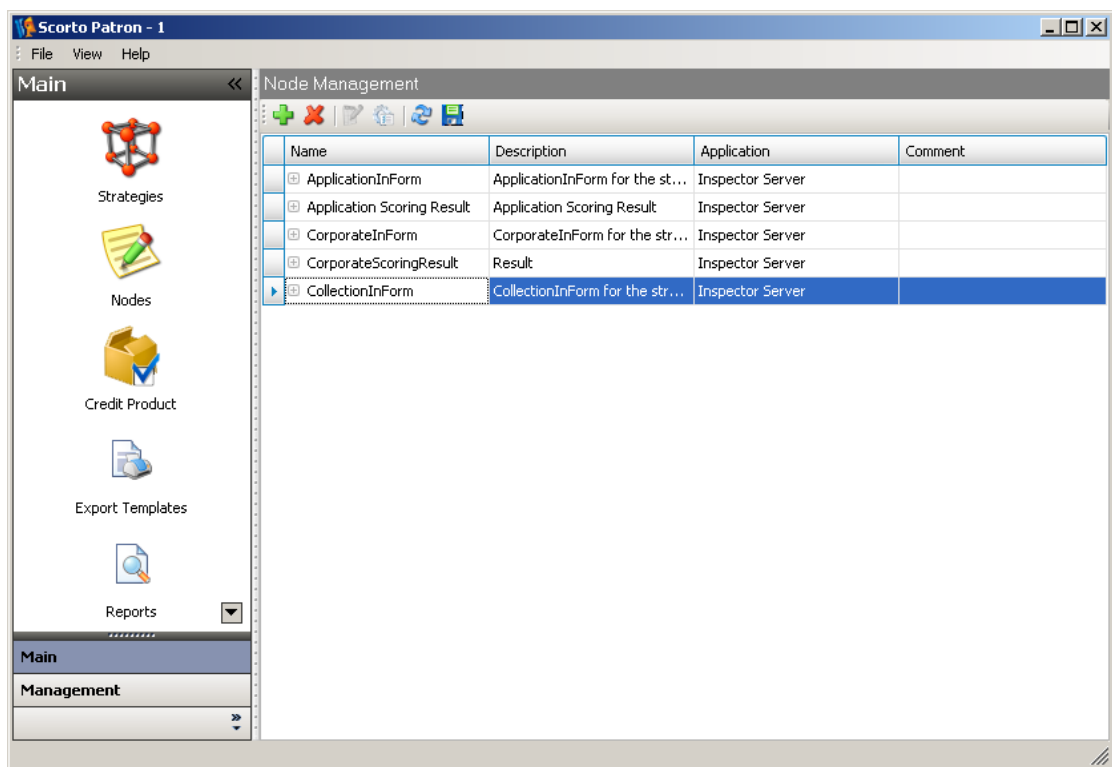 Scorto Patron - 1
File View Help
Main
Node Management
Name Description Application Comment
ApplicationInForm ApplicationInForm for the st... Inspector Server
Application Scoring Result Application Scoring Result Inspector Server
CorporateInForm CorporateInForm for the str... Inspector Server
CorporateScoringResult Result Inspector Server
CollectionInForm CollectionInForm for the str... Inspector Server
Strategies
Nodes
Credit Product
Export Templates
Reports
Main
Management